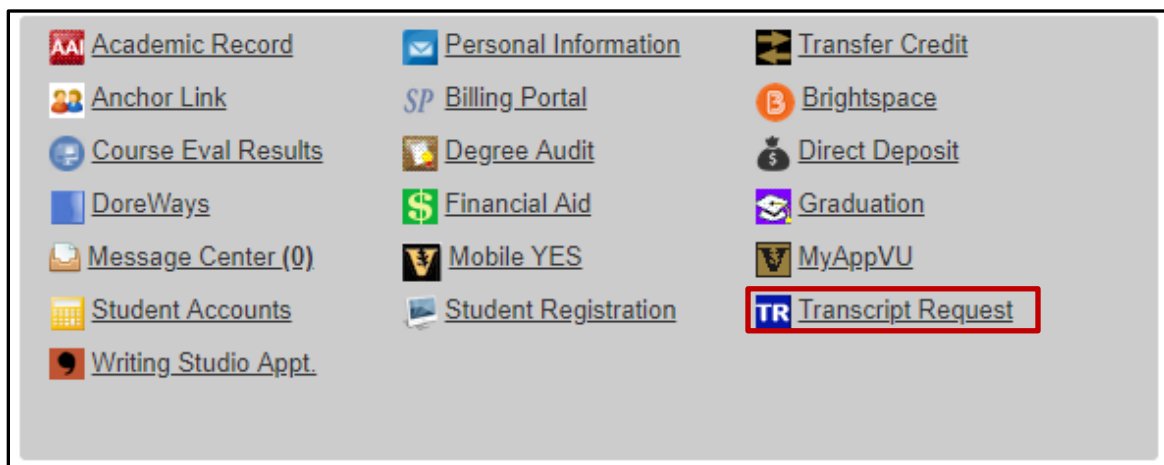 AAI Academic Record Personal Information Transfer Credit
Anchor Link SP Billing Portal B Brightspace
Course Eval Results Degree Audit $ Direct Deposit
DoreWays $ Financial Aid Graduation
Message Center (0) V Mobile YES V MyAppVU
Student Accounts Student Registration TR Transcript Request
Writing Studio Appt.